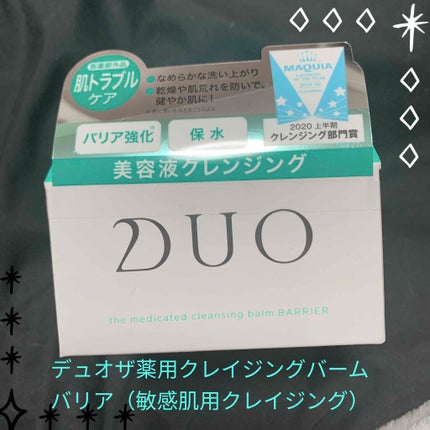 医薬部外品
肌トラブル
ケア
なめらかな洗い上がり
乾燥や肌荒れを防いで、
健やか肌に!
バリア強化
保水
MAQUIA
2020 上半期
クレンジング部門賞
美容液クレンジング
DUO
the medicated cleansing balm BARRIER
デュオザ薬用クレイジングバーム
バリア（敏感肌用クレイジング）